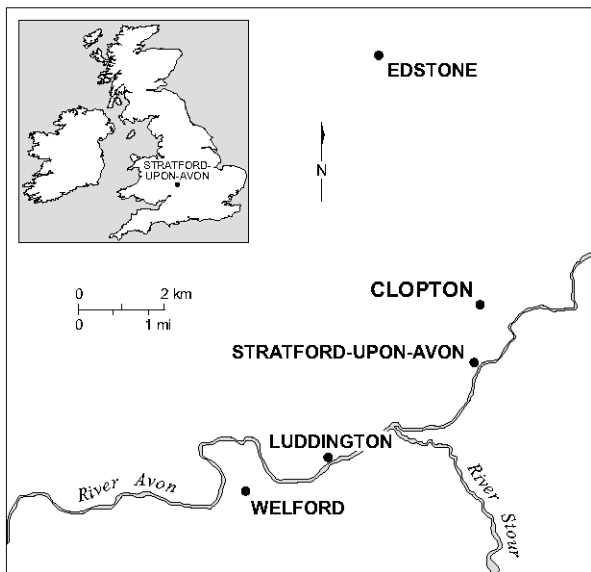 EDSTONE
STRATFORD-
UPON-AVON
N
0 2 km
0 1 mi
CLOPTON
STRATFORD-UPON-AVON
LUDDINGTON
River Avon
WELFORD
River Stour